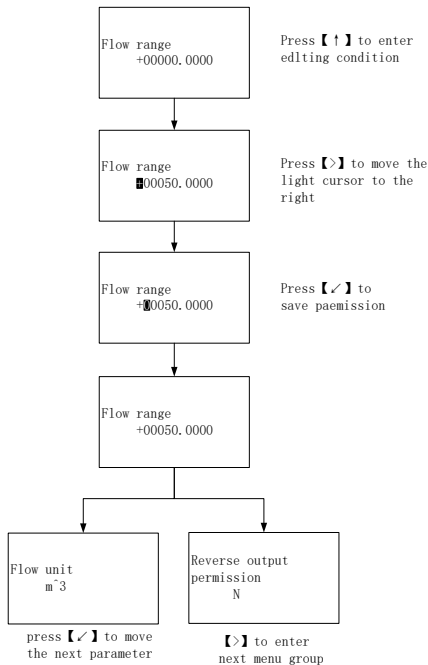 Flow range
+00000.0000
Press【↑】to enter
edlting condition
Flow range
+00050.0000
Press【>】to move the
light cursor to the
right
Flow range
+00050.0000
Press【↙】to
save paemission
Flow range
+00050.0000
Flow unit
m^3
Reverse output
permission
N
press【↙】to move
the next parameter
【>】to enter
next menu group